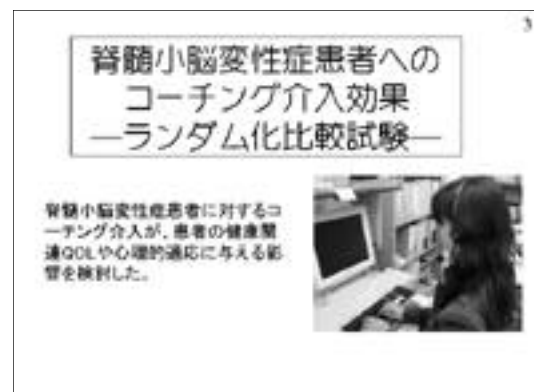 3
脊髄小脳変性症患者への
コーチング介入効果
―ランダム化比較試験―
脊髄小脳変性症患者に対するコ
ーチング介入が、患者の健康関
連QOLや心理的適応に与える影
響を検討した。